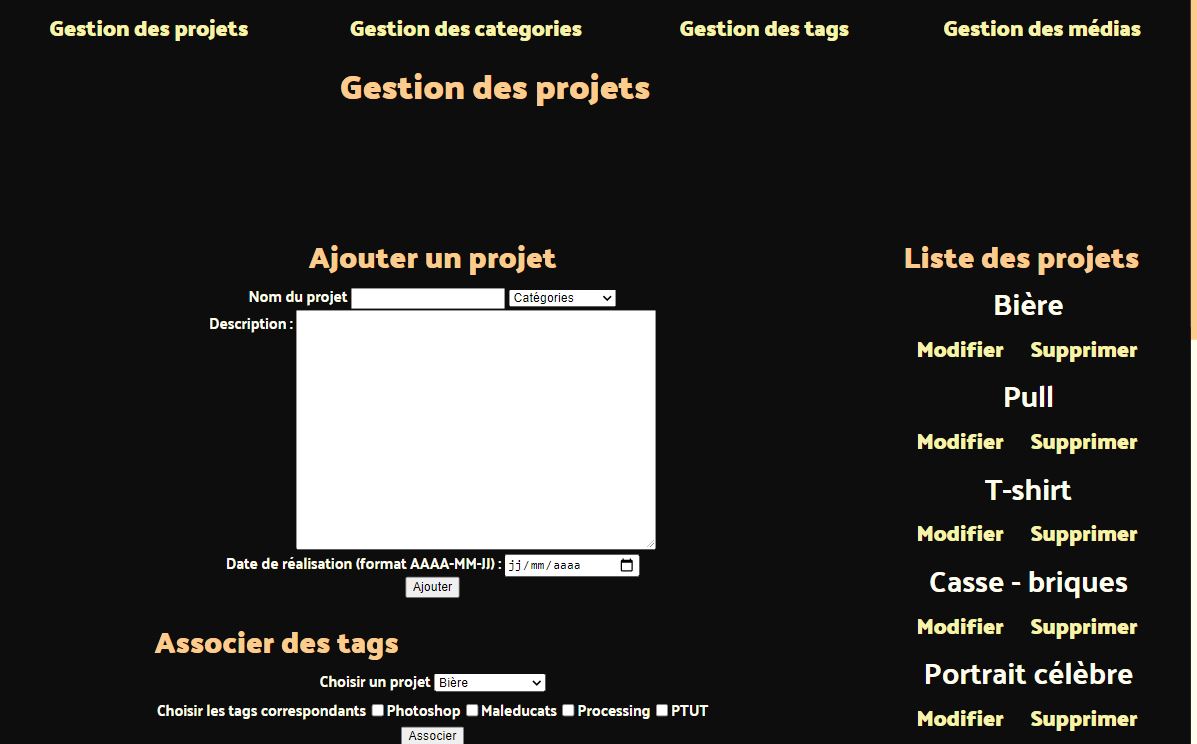 Gestion des projets Gestion des categories Gestion des tags Gestion des médias
Gestion des projets
Ajouter un projet
Nom du projet Catégories
Description :
Date de réalisation (format AAAA-MM-JJ) : jj/mm/aaaa
Ajouter
Associer des tags
Choisir un projet Bière
Choisir les tags correspondants Photoshop Maleducats Processing PTUT
Associer
Liste des projets
Bière
Modifier Supprimer
Pull
Modifier Supprimer
T-shirt
Modifier Supprimer
Casse - briques
Modifier Supprimer
Portrait célèbre
Modifier Supprimer